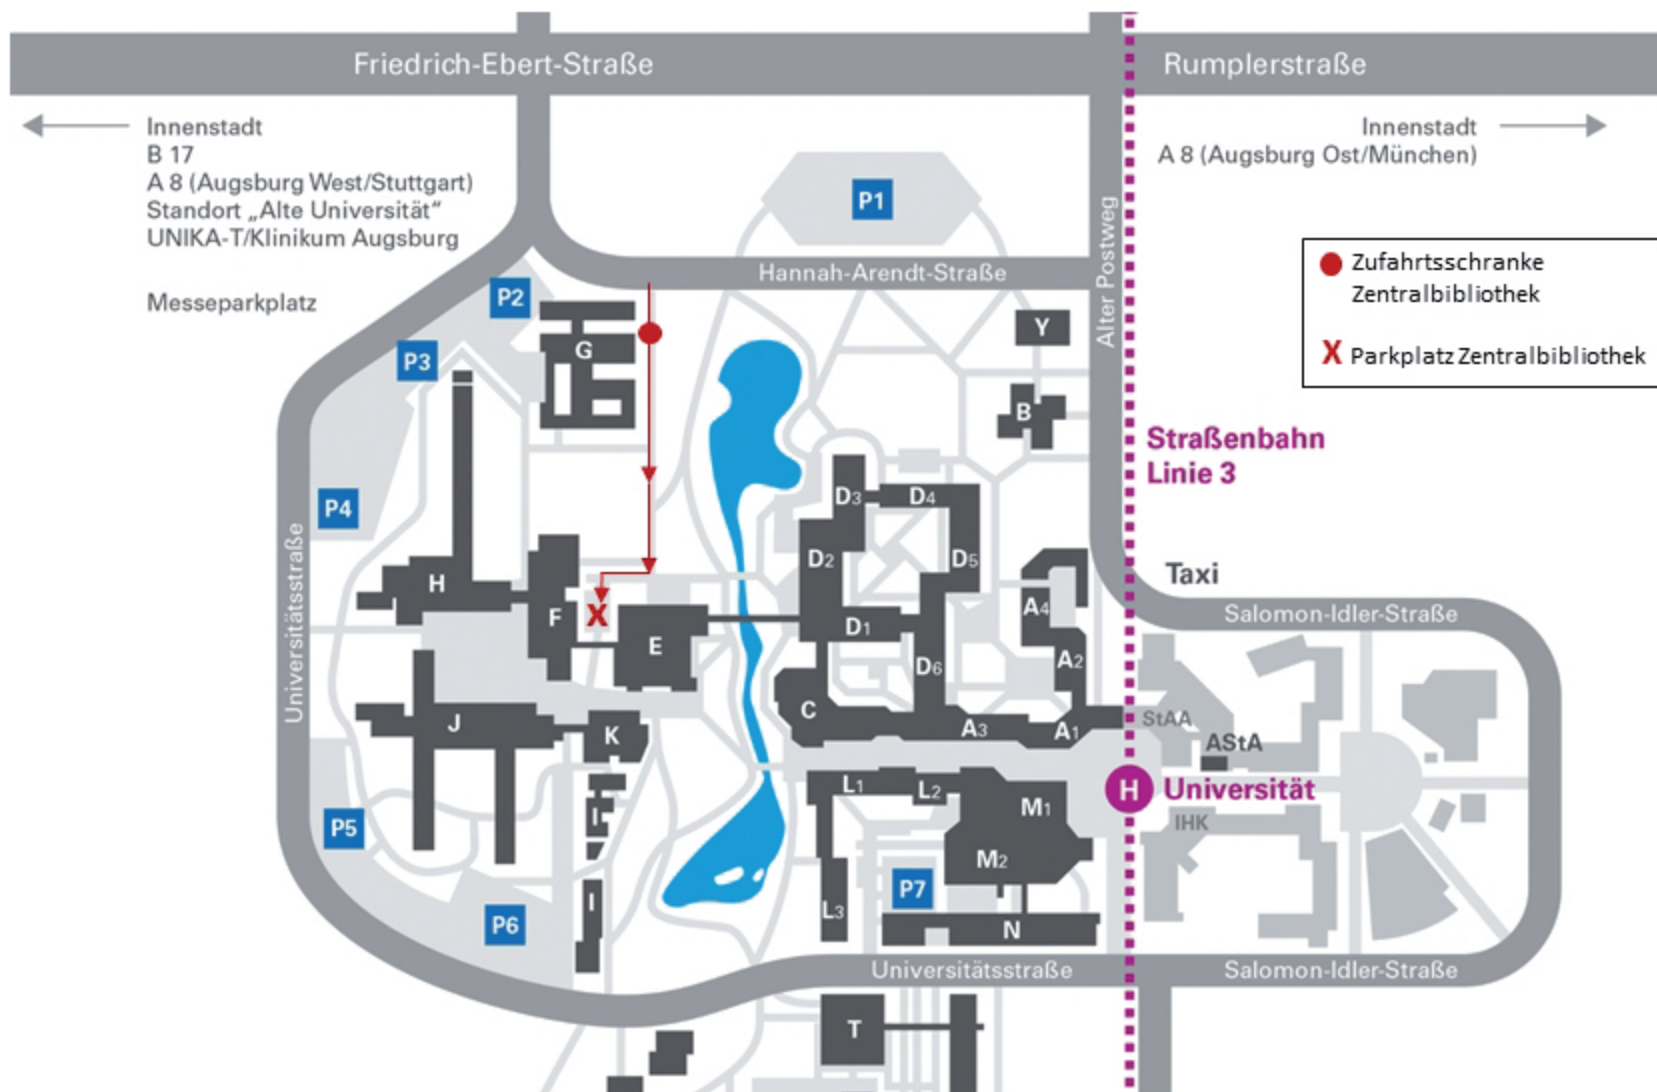 Friedrich-Ebert-Straße
Rumplerstraße
Innenstadt
B 17
A 8 (Augsburg West/Stuttgart)
Standort „Alte Universität“
UNIKA-T/Klinikum Augsburg
Messeparkplatz
Innenstadt
A 8 (Augsburg Ost/München)
P1
Alter Postweg
Hannah-Arendt-Straße
Zufahrtsschranke
Zentralbibliothek
X Parkplatz Zentralbibliothek
P2
G
P3
Y
B
Straßenbahn
Linie 3
P4
D3
D4
D2
D5
Universitätsstraße
H
Taxi
F
X
E
D1
A4
Salomon-Idler-Straße
D6
A2
J
K
C
A3
A1
StAA
AStA
H Universität
L1
L2
M1
I
IHK
P5
M2
P7
I
L3
P6
N
Universitätsstraße
Salomon-Idler-Straße
T